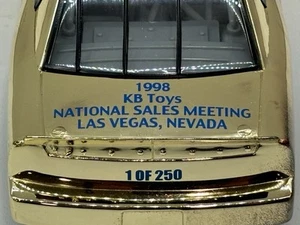 1998
KB Toys
NATIONAL SALES MEETING
LAS VEGAS, NEVADA
1 OF 250